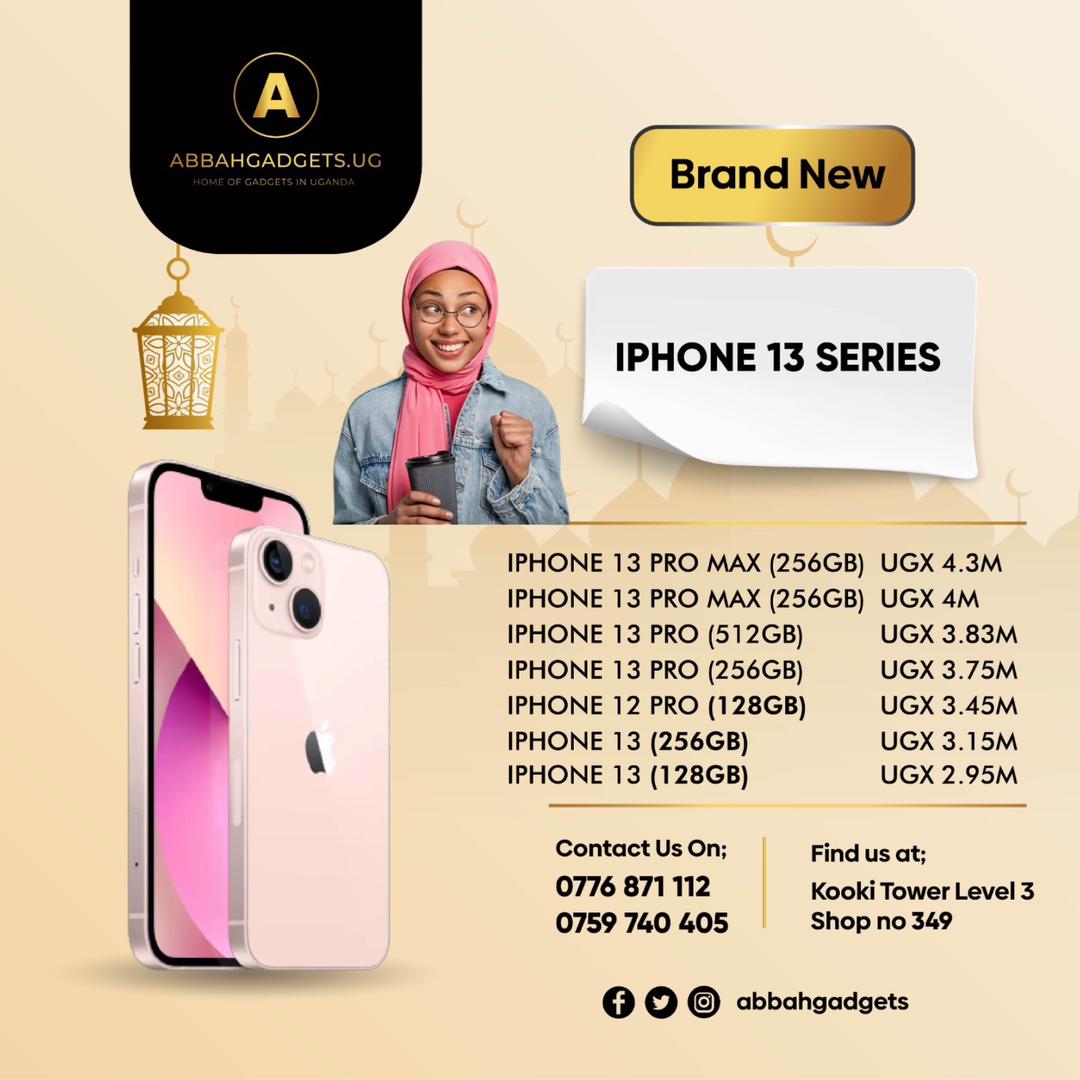 A
ABBAHGADGETS.UG
HOME OF GADGETS IN UGANDA
Brand New
IPHONE 13 SERIES
IPHONE 13 PRO MAX (256GB) UGX 4.3M
IPHONE 13 PRO MAX (256GB) UGX 4M
IPHONE 13 PRO (512GB) UGX 3.83M
IPHONE 13 PRO (256GB) UGX 3.75M
IPHONE 12 PRO (128GB) UGX 3.45M
IPHONE 13 (256GB) UGX 3.15M
IPHONE 13 (128GB) UGX 2.95M
Contact Us On;
0776 871 112
0759 740 405
Find us at;
Kooki Tower Level 3
Shop no 349
abbahgadgets